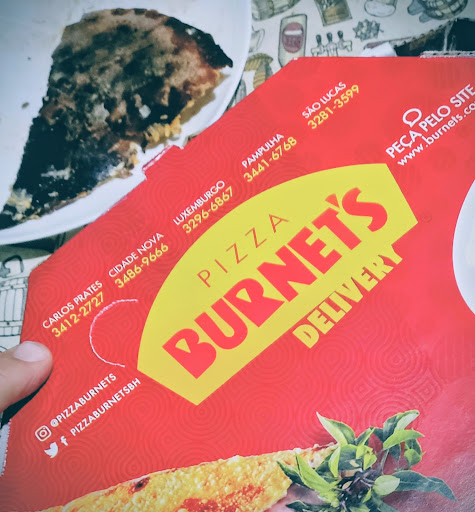 CARLOS PRATES
3412-2727
CIDADE NOVA
3486-9666
LUXEMBURGO
3296-6867
PAMPULHA
3441-6768
SÃO LUCAS
3281-3599
PEÇA PELO SITE
www.burnets.co
PIZZA
BURNET'S
DELIVERY
@PIZZABURNETS
PIZZABURNETSBH